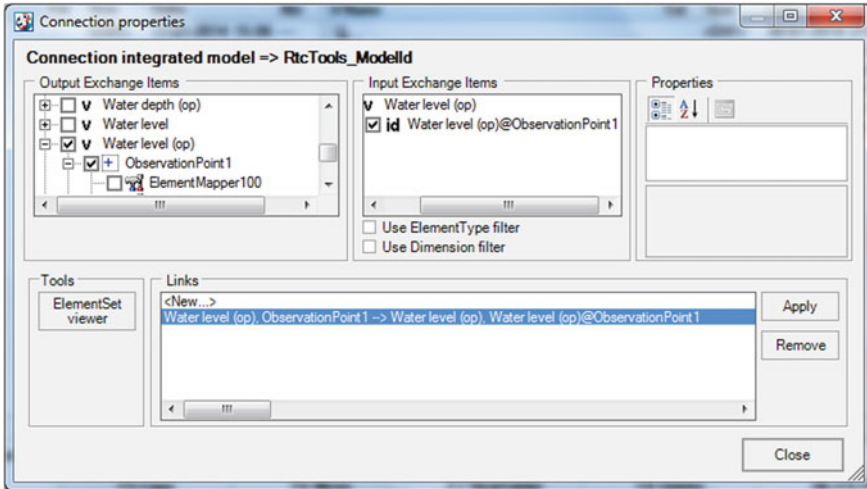 Connection properties
Connection integrated model => RtcTools_ModelId
Output Exchange Items
V Water depth (op)
V Water level
V Water level (op)
ObservationPoint1
ElementMapper100
Input Exchange Items
V Water level (op)
id Water level (op)@ObservationPoint1
Use ElementType filter
Use Dimension filter
Properties
Tools
ElementSet
viewer
Links
<New...>
Water level (op), ObservationPoint1 --> Water level (op), Water level (op)@ObservationPoint1
Apply
Remove
Close